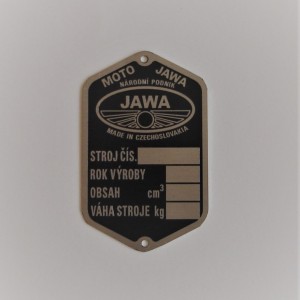 MOTO JAWA
NÁRODNÍ PODNIK
JAWA
MADE IN CZECHOSLOVAKIA
STROJ ČÍS.
ROK VÝROBY
OBSAH cm³
VÁHA STROJE kg